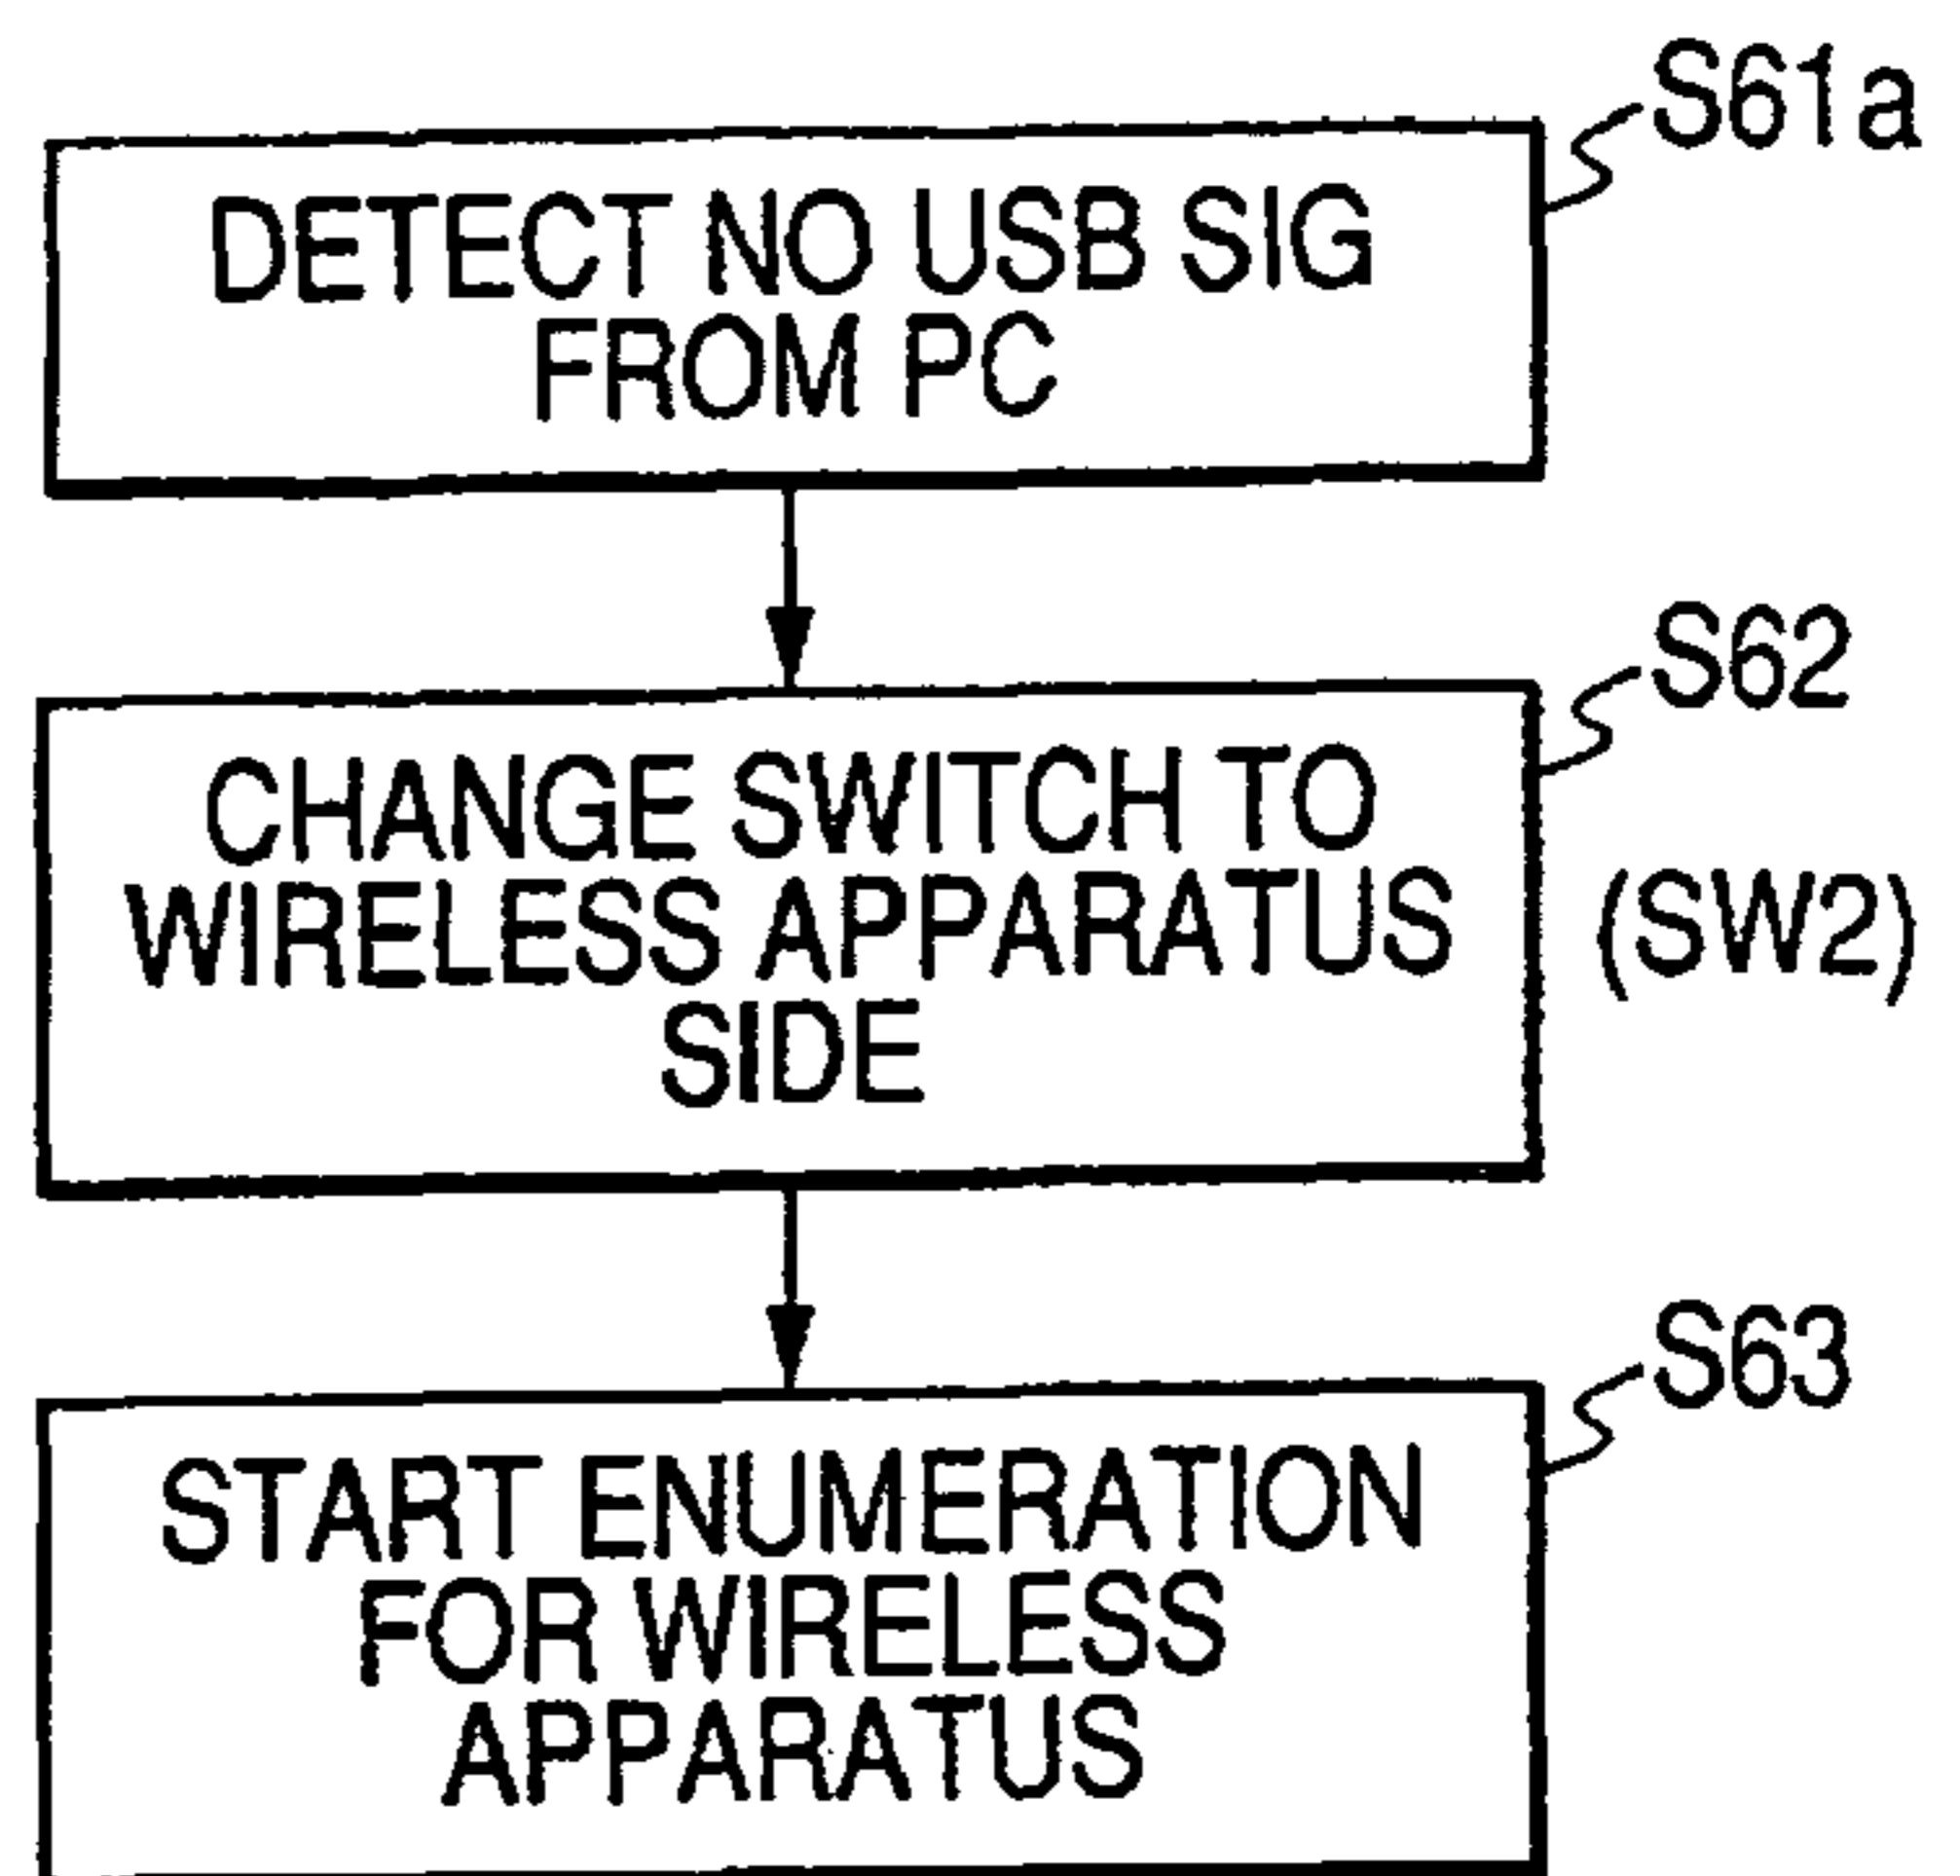 S61a
DETECT NO USB SIG
FROM PC
S62
CHANGE SWITCH TO
WIRELESS APPARATUS
SIDE
(SW2)
S63
START ENUMERATION
FOR WIRELESS
APPARATUS